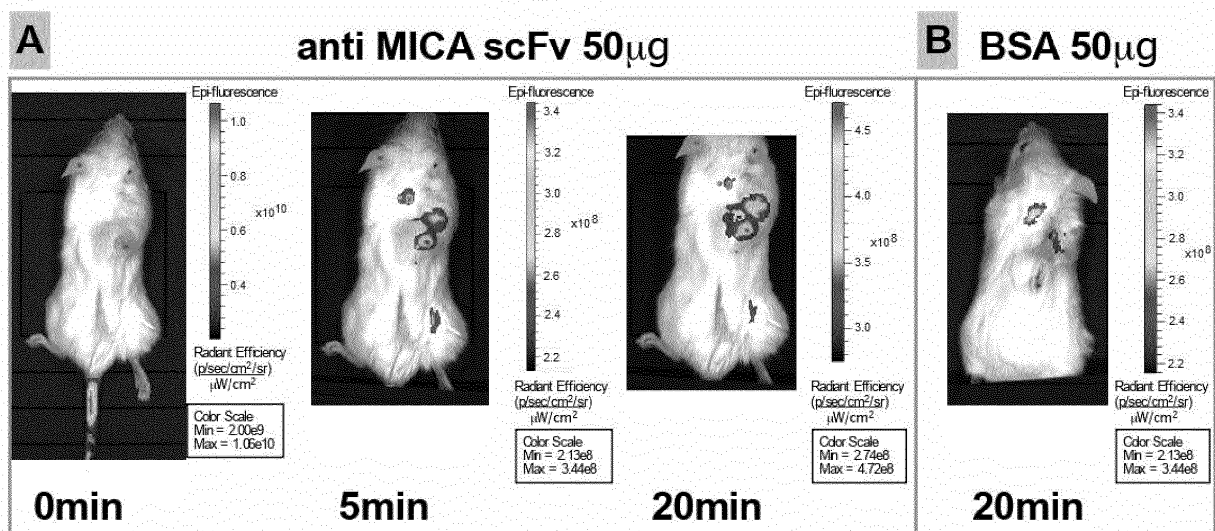 A
anti MICA scFv 50µg
B
BSA 50µg
Epi-fluorescence
1.0
0.8
x10^10
0.6
0.4
Radiant Efficiency
(p/sec/cm²/sr)
µW/cm²
Color Scale
Min = 2.00e9
Max = 1.06e10
0min
Epi-fluorescence
3.4
3.2
3.0
x10^8
2.8
2.6
2.4
2.2
Radiant Efficiency
(p/sec/cm²/sr)
µW/cm²
Color Scale
Min = 2.13e8
Max = 3.44e8
5min
Epi-fluorescence
4.5
4.0
x10^8
3.5
3.0
Radiant Efficiency
(p/sec/cm²/sr)
µW/cm²
Color Scale
Min = 2.74e8
Max = 4.72e8
20min
Epi-fluorescence
3.4
3.2
3.0
2.8
x10^8
2.6
2.4
2.2
Radiant Efficiency
(p/sec/cm²/sr)
µW/cm²
Color Scale
Min = 2.13e8
Max = 3.44e8
20min